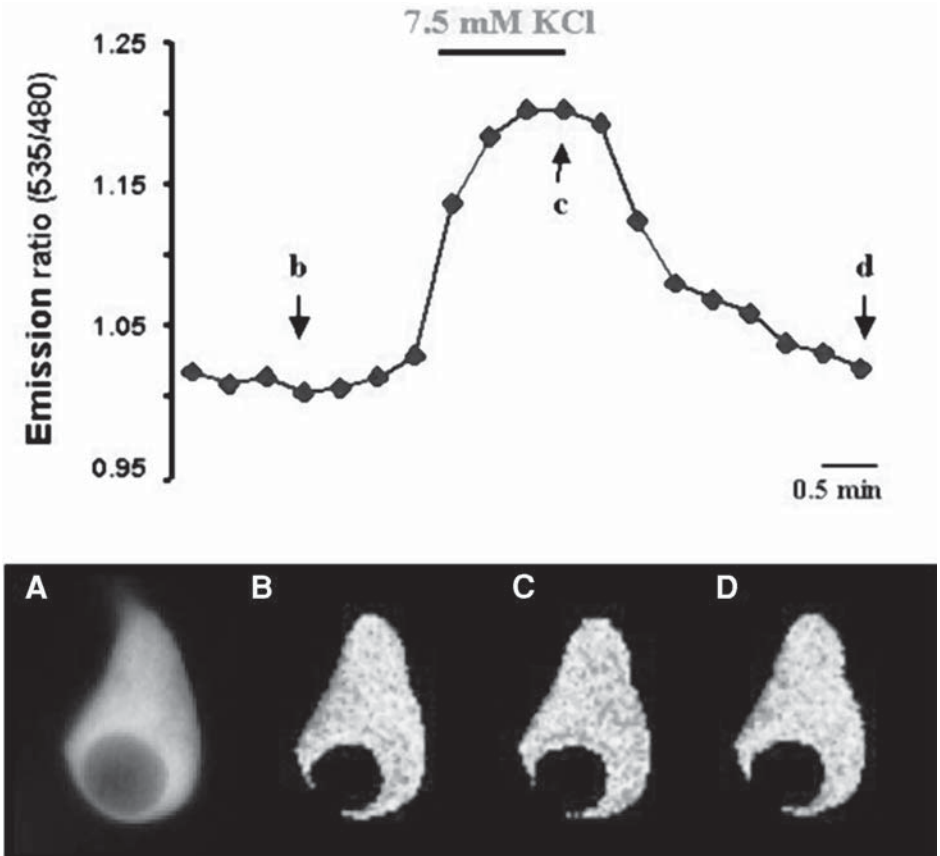 7.5 mM KCl
1.25
1.15
1.05
0.95
Emission ratio (535/480)
b
c
d
0.5 min
A
B
C
D